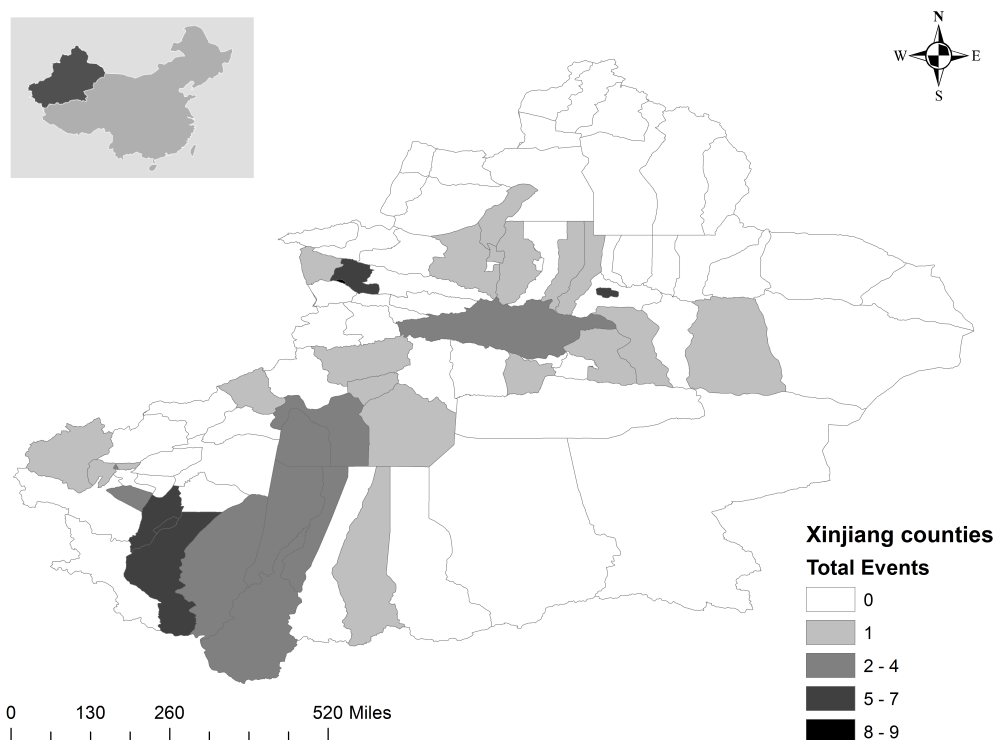 N
W E
S
Xinjiang counties
Total Events
0
1
2 - 4
5 - 7
8 - 9
0 130 260 520 Miles